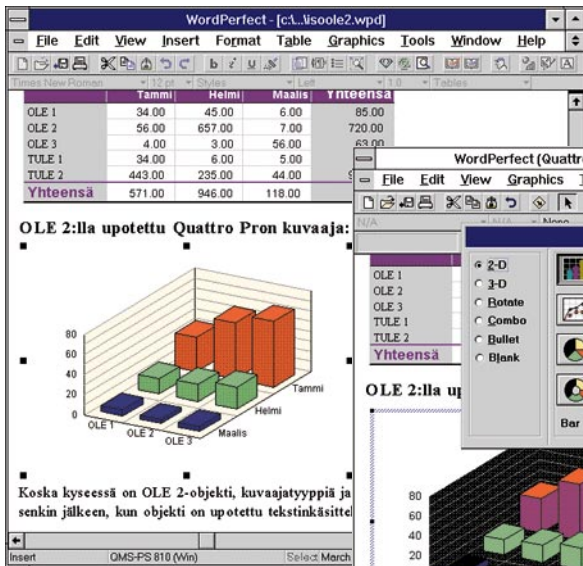 WordPerfect - [c:\...\isoole2.wpd]
File Edit View Insert Format Table Graphics Tools Window Help
Times New Roman 12 pt Styles Left 1.0 Tables
Tammi Helmi Maalis Yhteensä
OLE 1 34.00 45.00 6.00 85.00
OLE 2 56.00 657.00 7.00 720.00
OLE 3 4.00 3.00 56.00 63.00
TULE 1 34.00 6.00 5.00
TULE 2 443.00 235.00 44.00
Yhteensä 571.00 946.00 118.00
OLE 2:lla upotettu Quattro Pron kuvaaja:
80
60
40
20
0
OLE 1 OLE 2 OLE 3
Maalis
Helmi
Tammi
Koska kyseessä on OLE 2-objekti, kuvaajatyyppiä ja
senkin jälkeen, kun objekti on upotettu tekstinkäsittel
Insert QMS-PS 810 (Win) Select March
WordPerfect (Quattr
File Edit View Graphics
N/A N/A None
OLE 1
OLE 2
OLE 3
TULE 1
TULE 2
Yhteensä
OLE 2:lla up
2-D
3-D
Rotate
Combo
Bullet
Blank
Bar
80
60
40
20